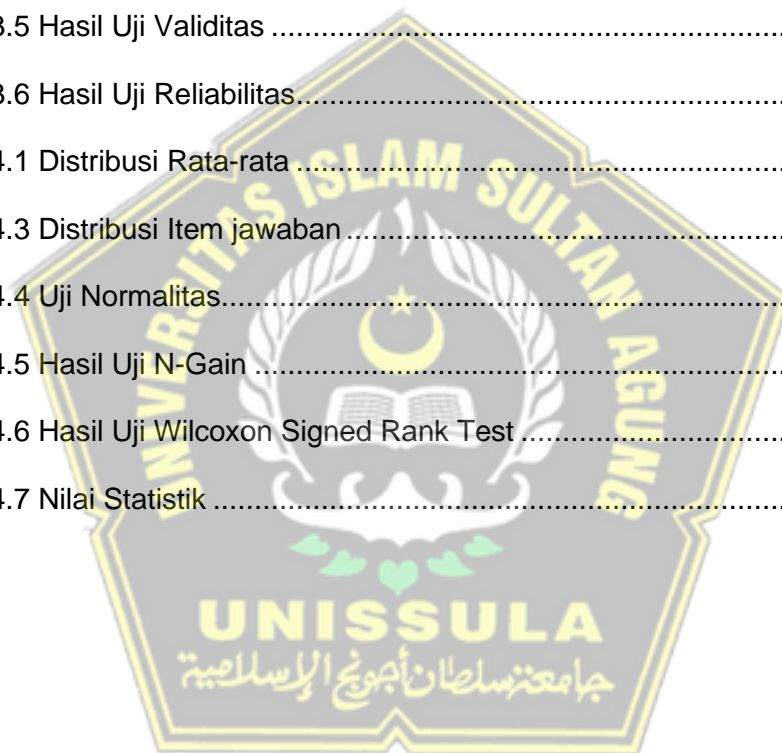 3.5 Hasil Uji Validitas ..........................................................................
3.6 Hasil Uji Reliabilitas......................................................................
4.1 Distribusi Rata-rata ......................................................................
4.3 Distribusi Item jawaban ................................................................
4.4 Uji Normalitas................................................................................
4.5 Hasil Uji N-Gain ............................................................................
4.6 Hasil Uji Wilcoxon Signed Rank Test ...........................................
4.7 Nilai Statistik .................................................................................
UNIVERSITAS ISLAM SULTAN AGUNG
UNISSULA
جامعة سلطان أجونج الإسلامية